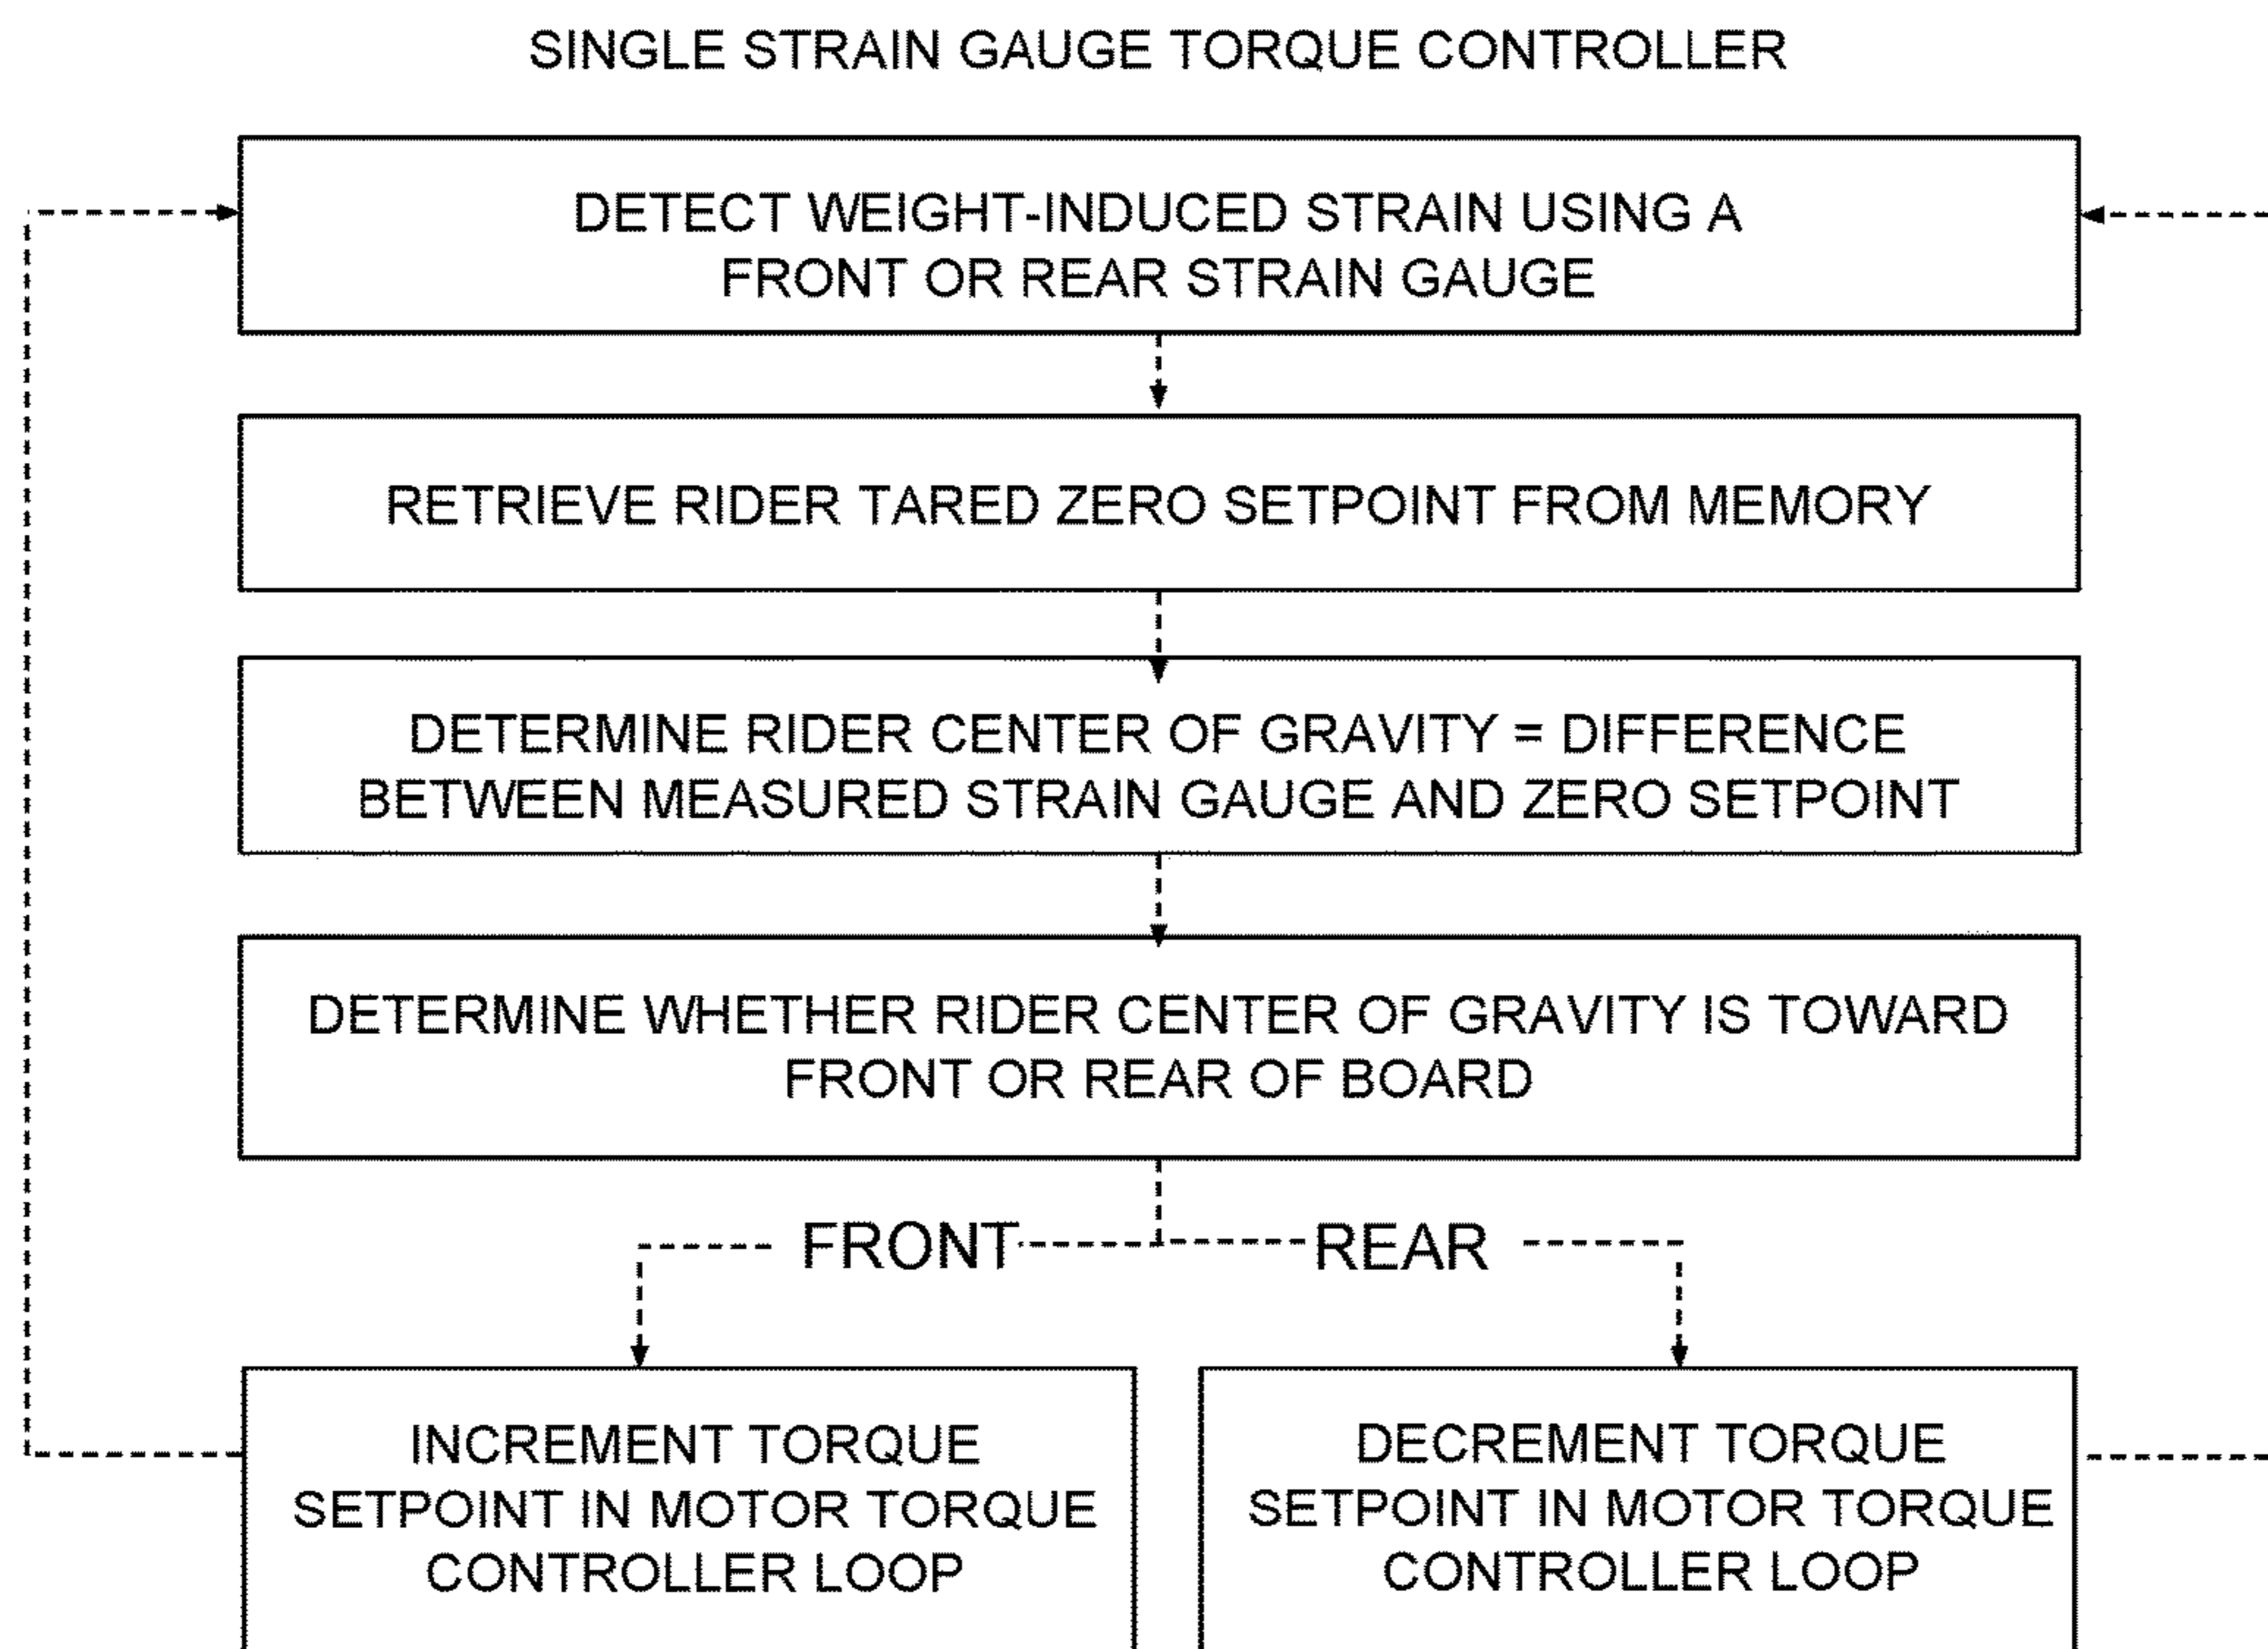 SINGLE STRAIN GAUGE TORQUE CONTROLLER
DETECT WEIGHT-INDUCED STRAIN USING A
FRONT OR REAR STRAIN GAUGE
RETRIEVE RIDER TARED ZERO SETPOINT FROM MEMORY
DETERMINE RIDER CENTER OF GRAVITY = DIFFERENCE
BETWEEN MEASURED STRAIN GAUGE AND ZERO SETPOINT
DETERMINE WHETHER RIDER CENTER OF GRAVITY IS TOWARD
FRONT OR REAR OF BOARD
FRONT
REAR
INCREMENT TORQUE
SETPOINT IN MOTOR TORQUE
CONTROLLER LOOP
DECREMENT TORQUE
SETPOINT IN MOTOR TORQUE
CONTROLLER LOOP